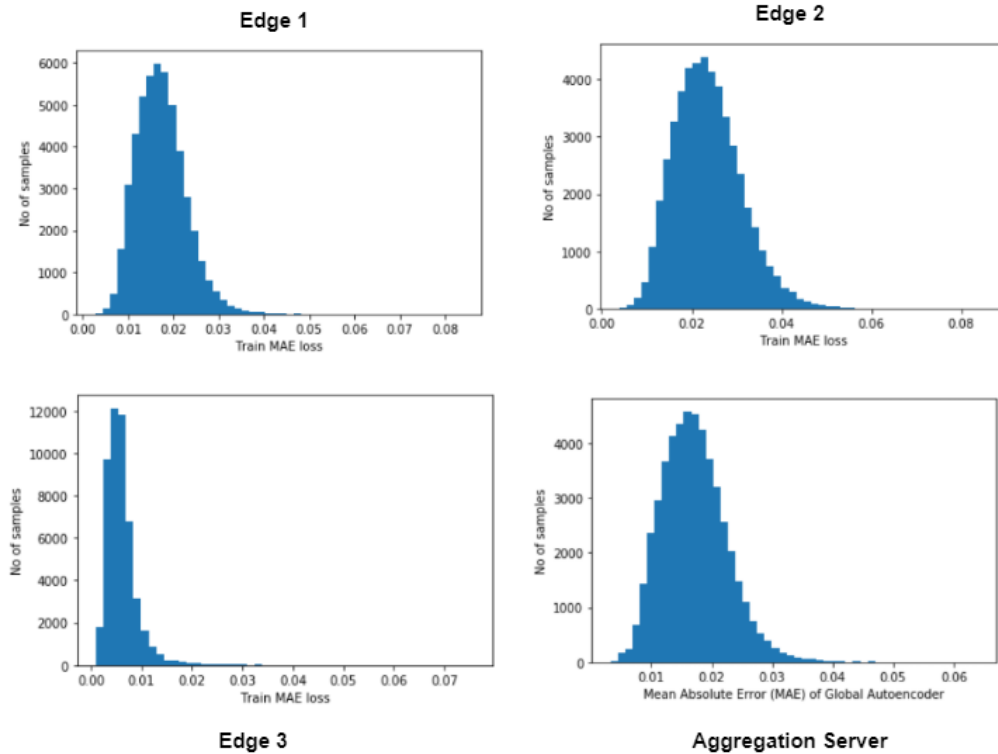 Edge 1
Edge 2
6000
5000
4000
3000
2000
1000
0
No of samples
0.00 0.01 0.02 0.03 0.04 0.05 0.06 0.07 0.08
Train MAE loss
4000
3000
2000
1000
0
No of samples
0.00 0.02 0.04 0.06 0.08
Train MAE loss
12000
10000
8000
6000
4000
2000
0
No of samples
0.00 0.01 0.02 0.03 0.04 0.05 0.06 0.07
Train MAE loss
4000
3000
2000
1000
0
No of samples
0.01 0.02 0.03 0.04 0.05 0.06
Mean Absolute Error (MAE) of Global Autoencoder
Edge 3
Aggregation Server